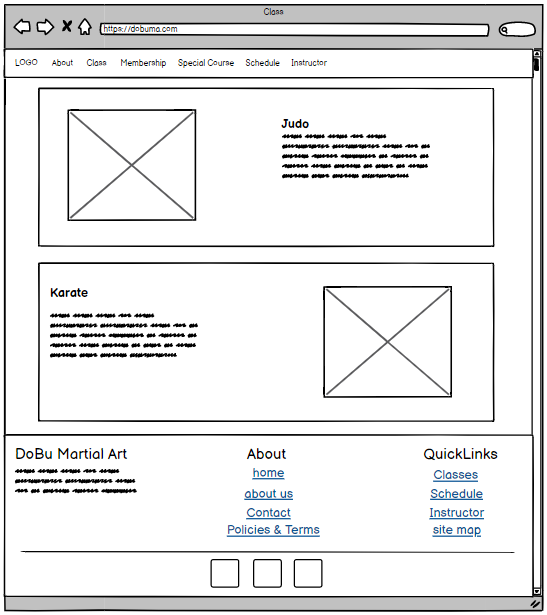 Class
https://dobuma.com
LOGO About Class Membership Special Course Schedule Instructor
Judo
Karate
DoBu Martial Art
About
home
about us
Contact
Policies & Terms
QuickLinks
Classes
Schedule
Instructor
site map